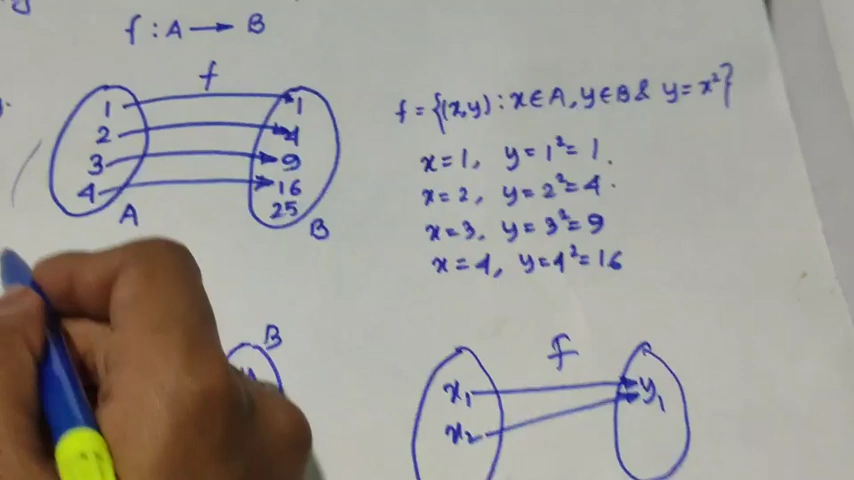 f : A → B
f
1
2
3
4
A
1
4
9
16
25
B
f = {(x,y) : x ∈ A, y ∈ B & y = x²}
x = 1, y = 1² = 1.
x = 2, y = 2² = 4.
x = 3, y = 3² = 9
x = 4, y = 4² = 16
B
f
x₁
x₂
y₁